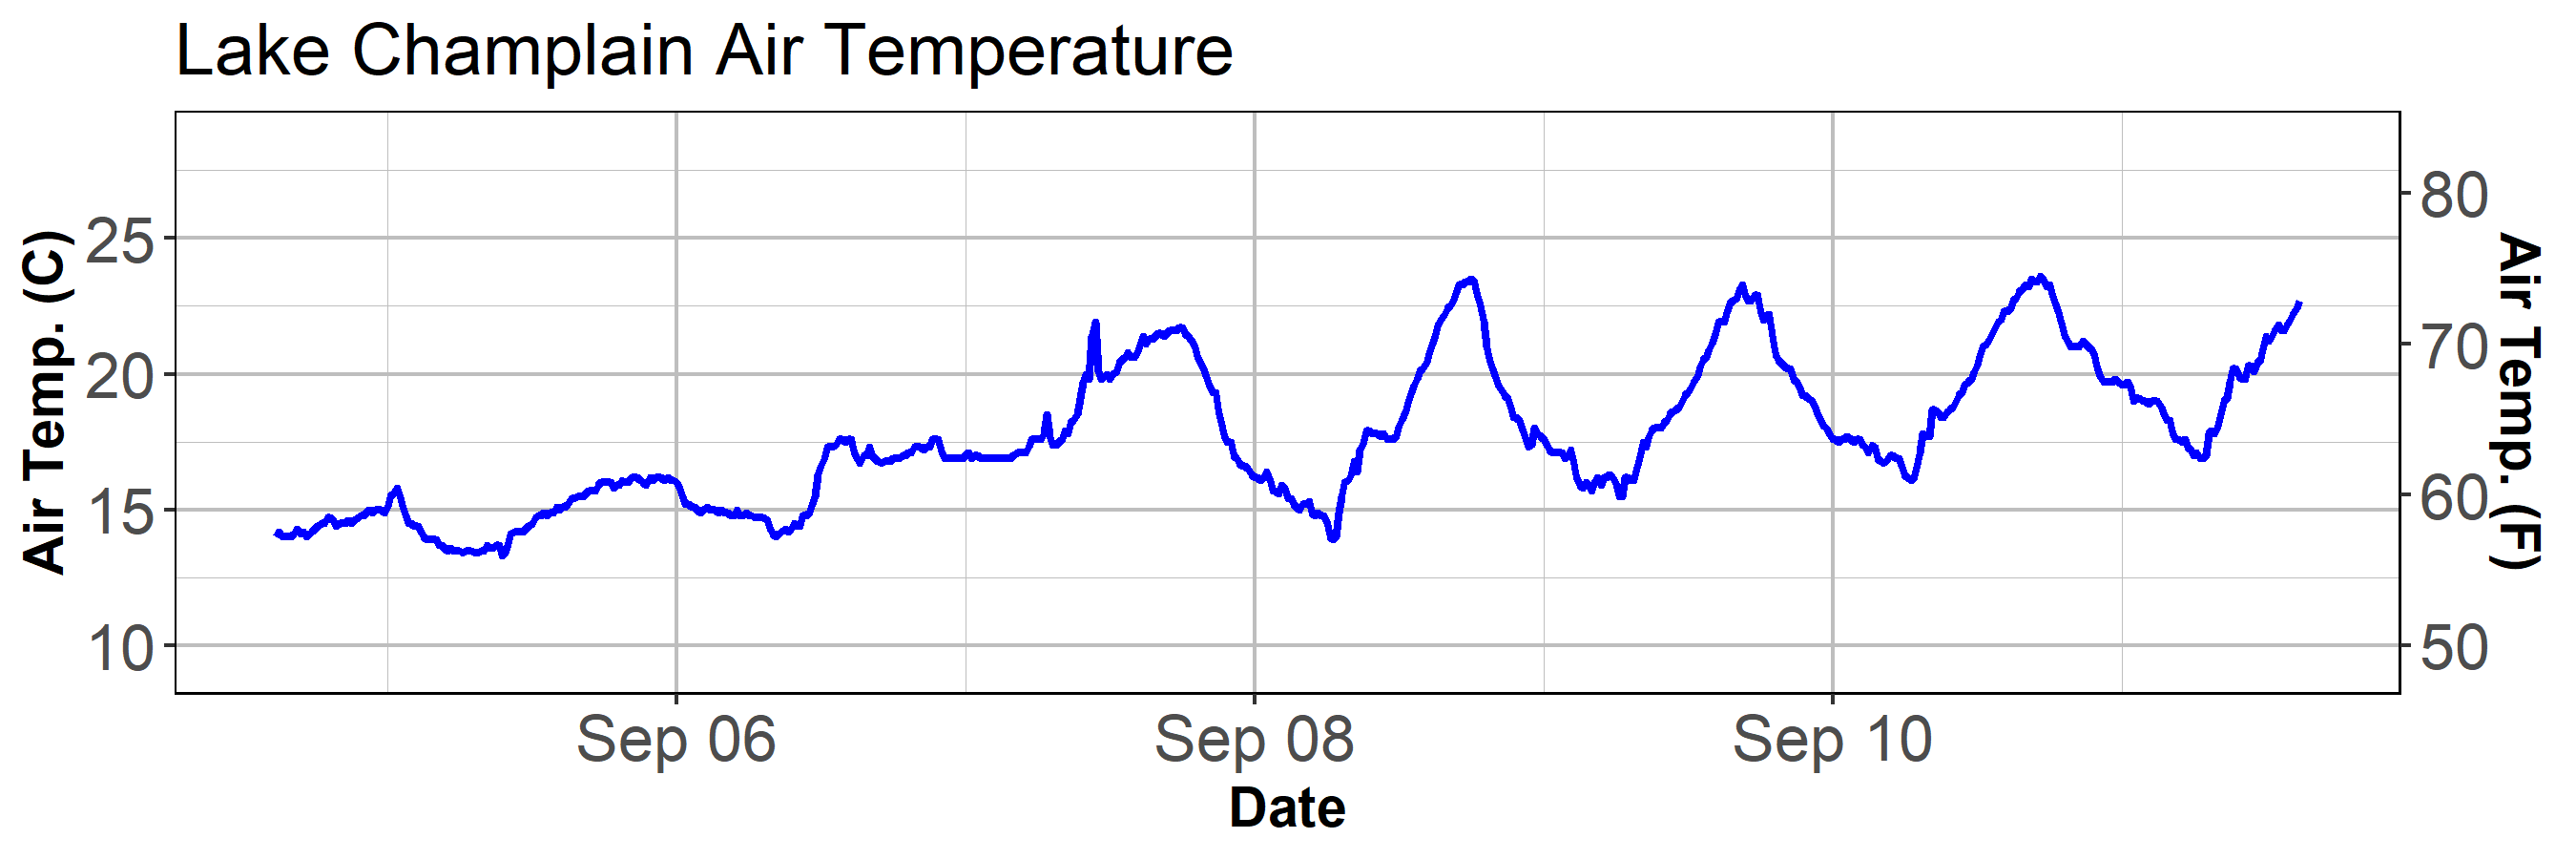 Lake Champlain Air Temperature
Air Temp. (C)
25
20
15
10
80
70
60
50
Air Temp. (F)
Sep 06
Sep 08
Sep 10
Date